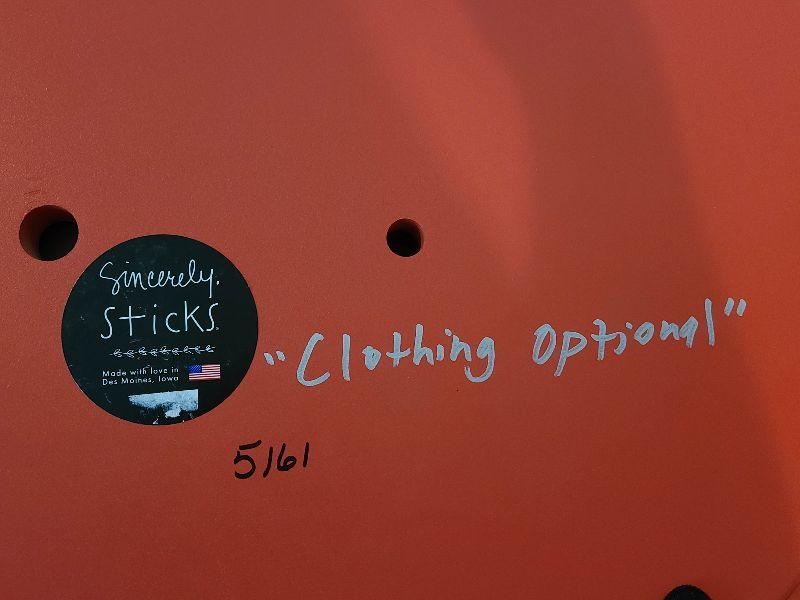 Sincerely,
sticks
Made with love in
Des Moines, Iowa
"Clothing Optional"
5161